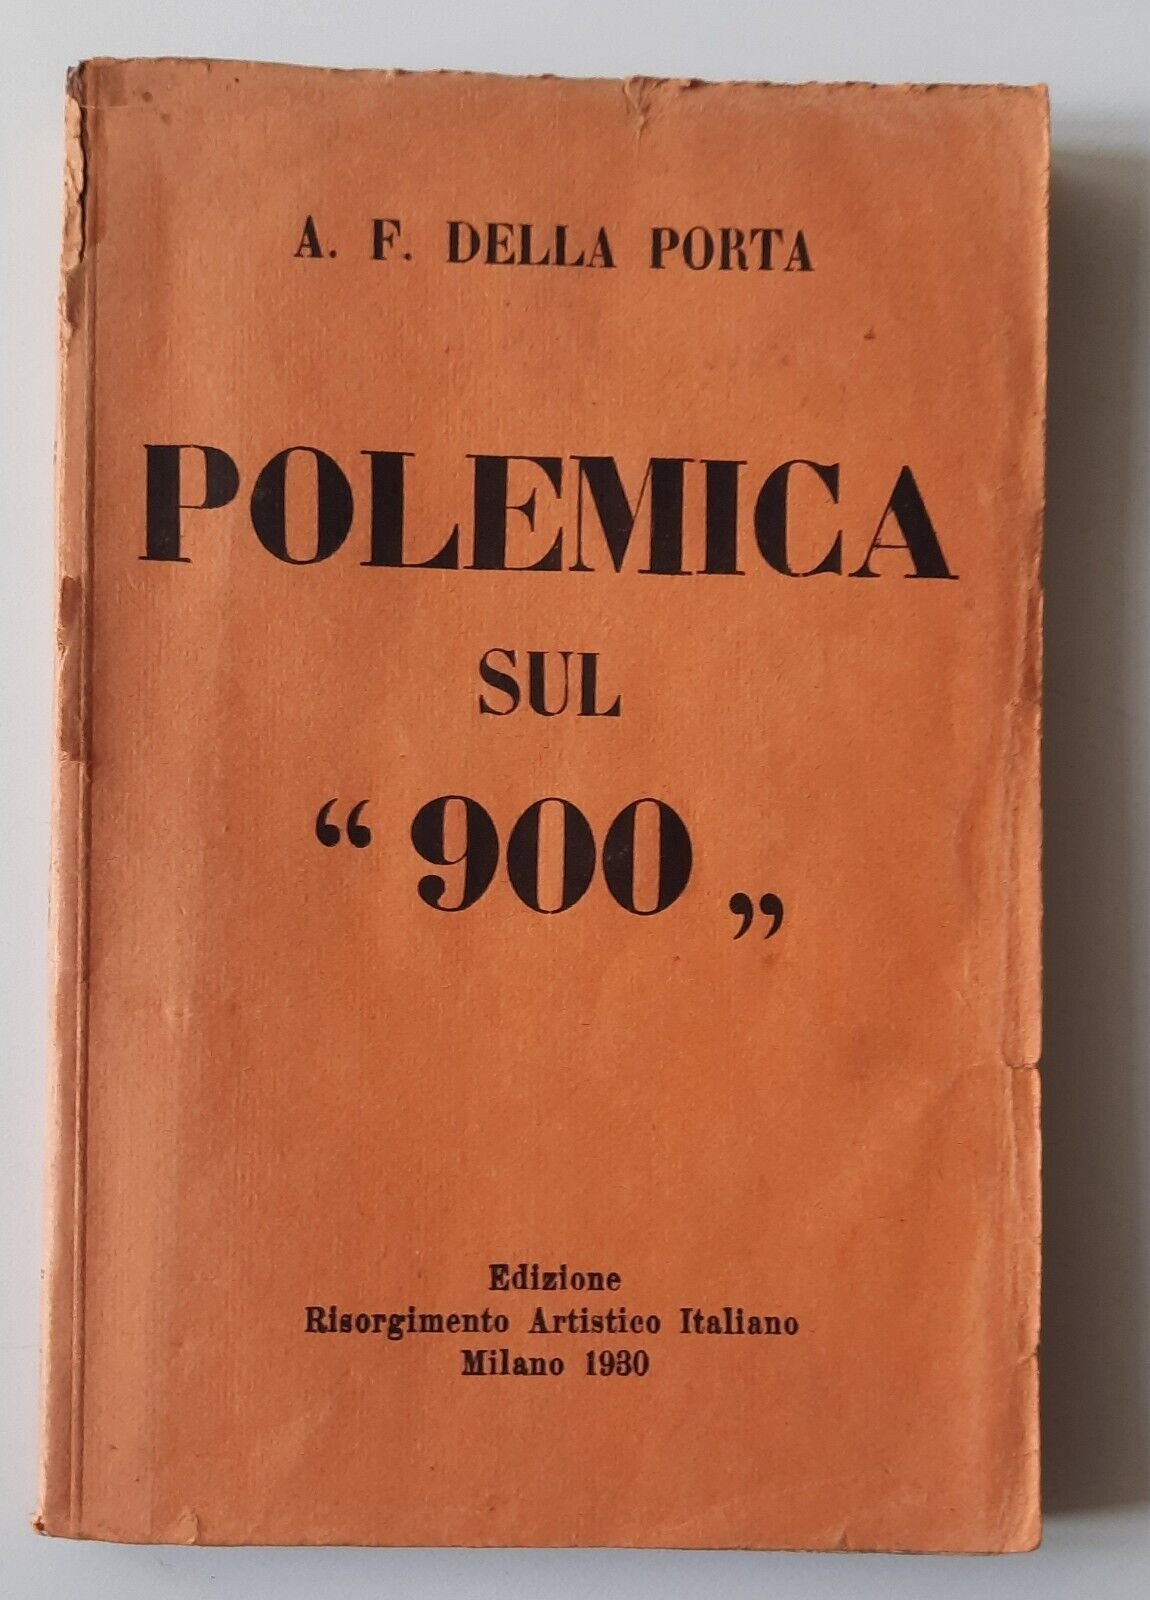 A. F. DELLA PORTA
POLEMICA
SUL
“ 900 „
Edizione
Risorgimento Artistico Italiano
Milano 1930